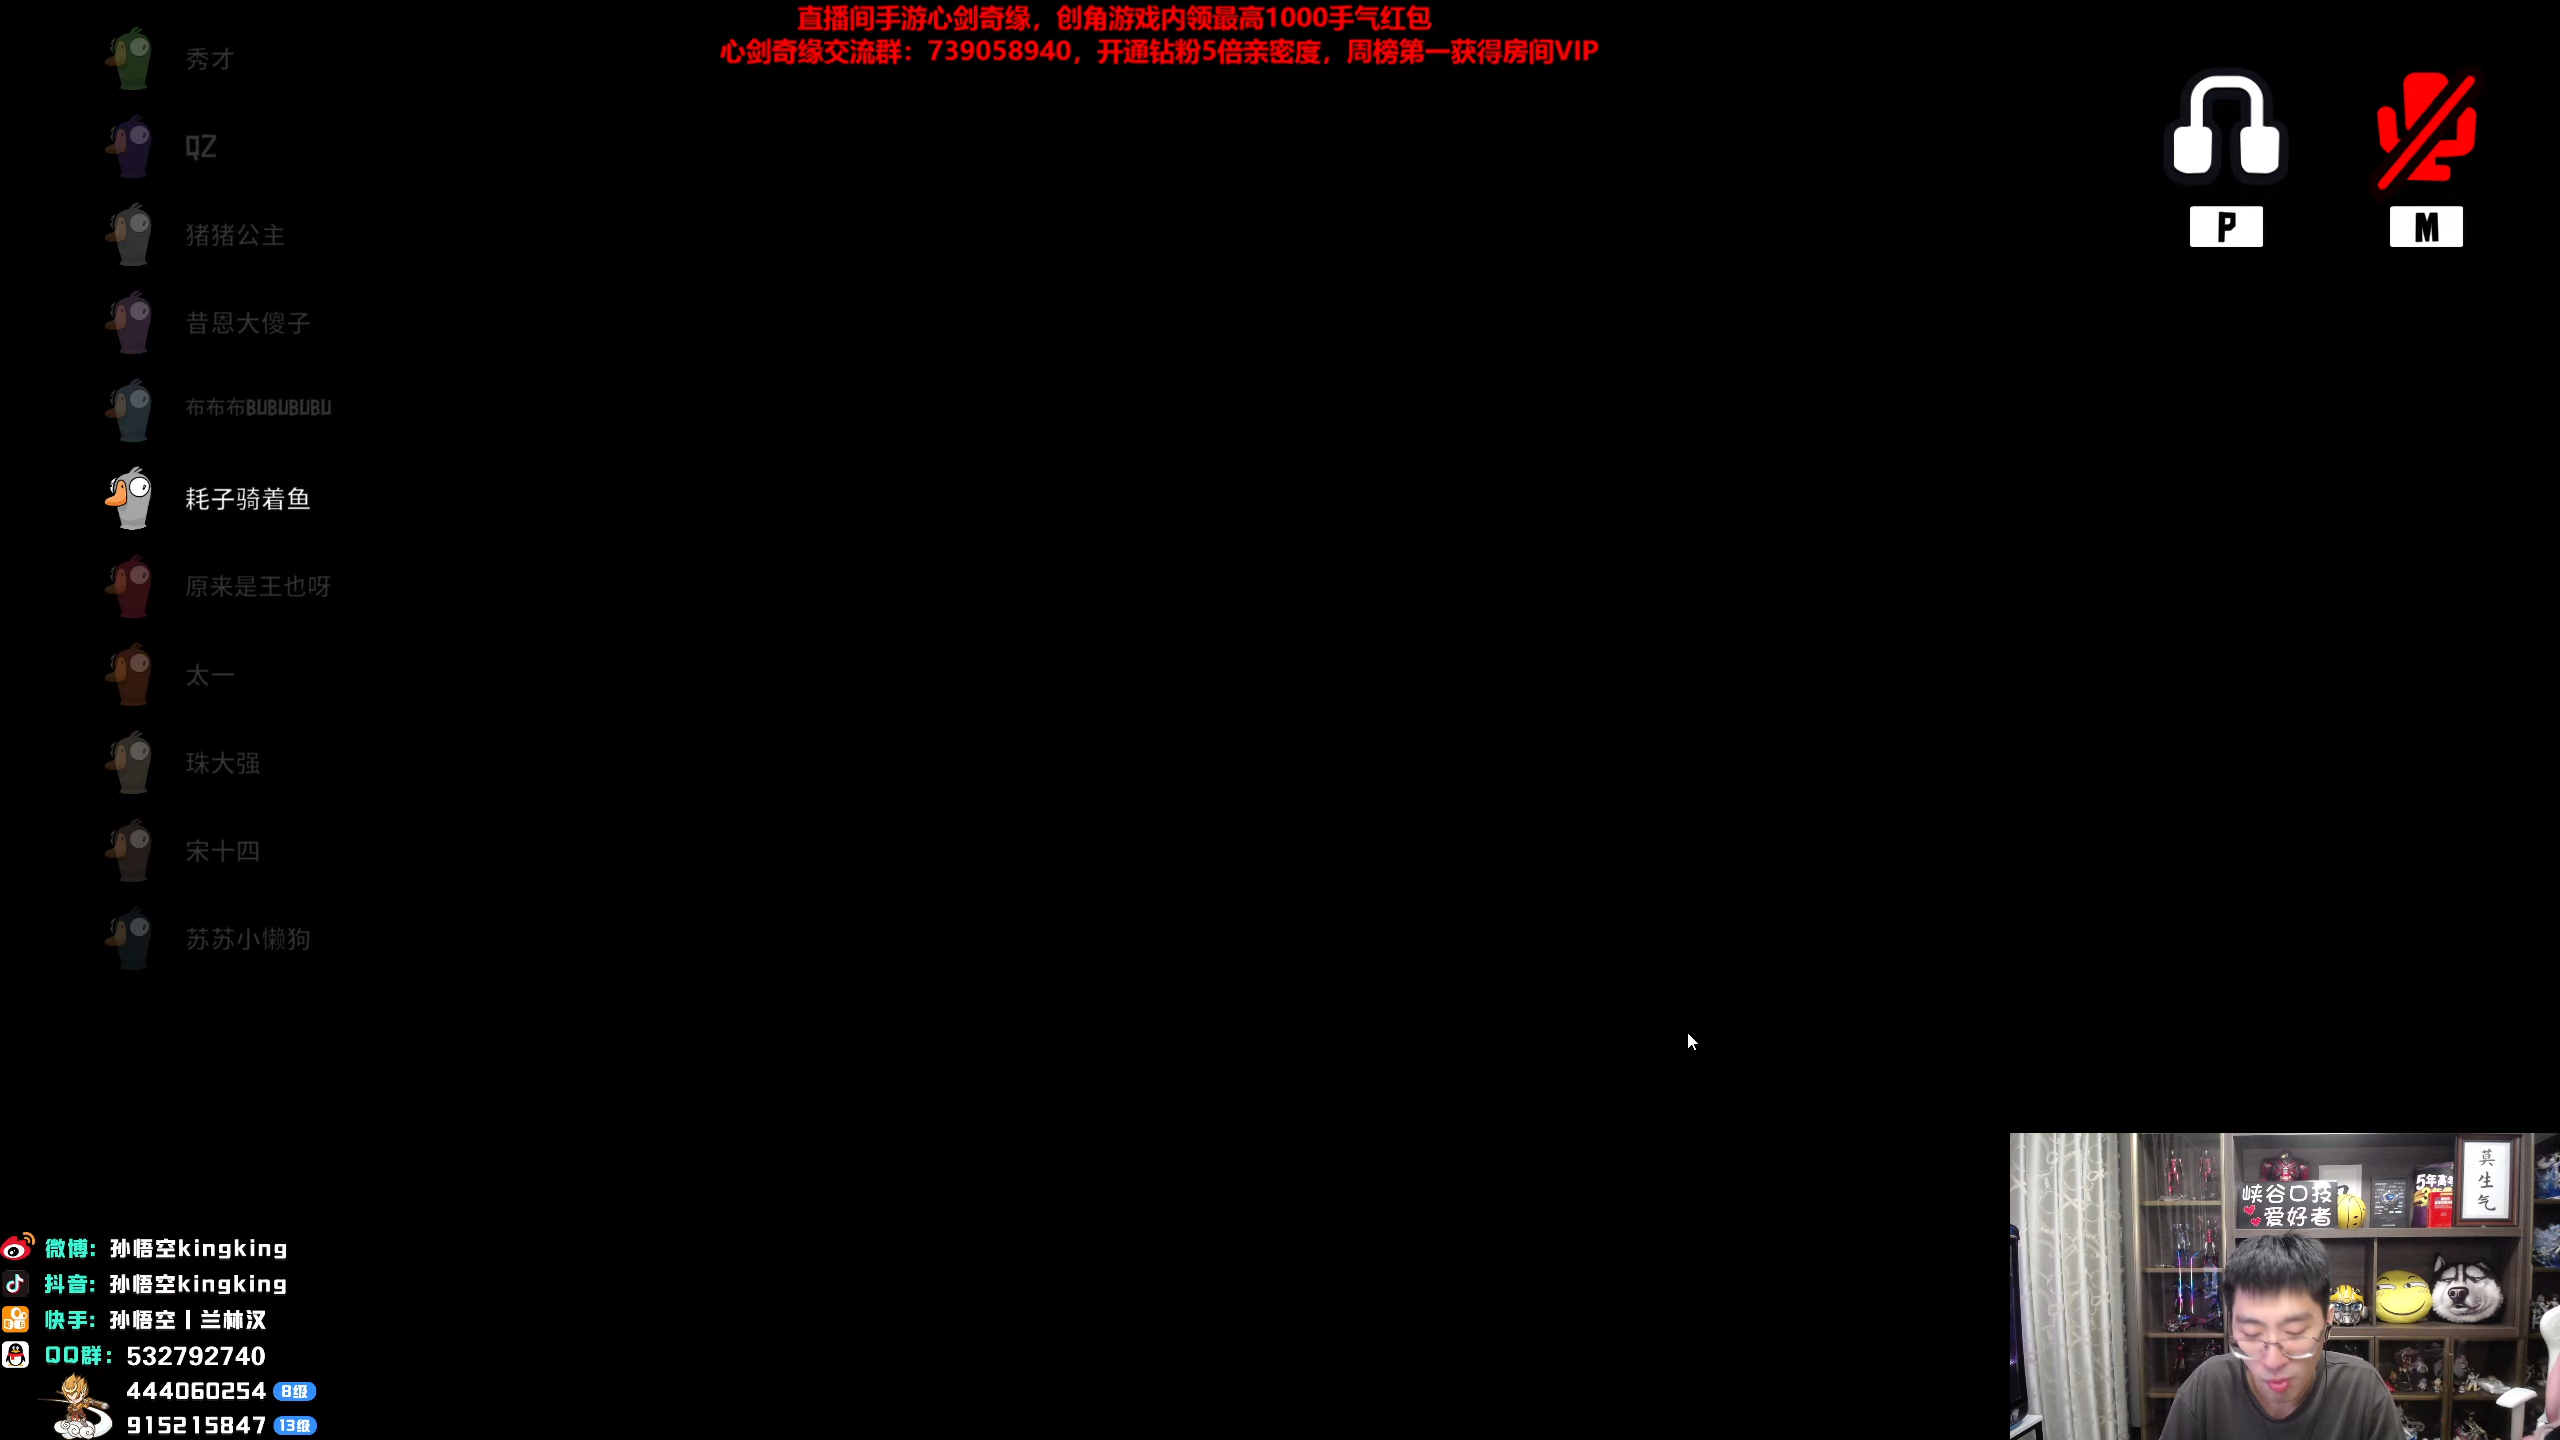 直播间手游心剑奇缘，创角游戏内领最高1000手气红包
心剑奇缘交流群：739058940，开通钻粉5倍亲密度，周榜第一获得房间VIP
秀才
QZ
猪猪公主
昔恩大傻子
布布布BUBUBUBU
耗子骑着鱼
原来是王也呀
太一
珠大强
宋十四
苏苏小懒狗
P
M
莫生气
5年高考
峡谷口技
爱好者
微博：孙悟空kingking
抖音：孙悟空kingking
快手：孙悟空丨兰林汉
QQ群：532792740
444060254 8级
915215847 13级